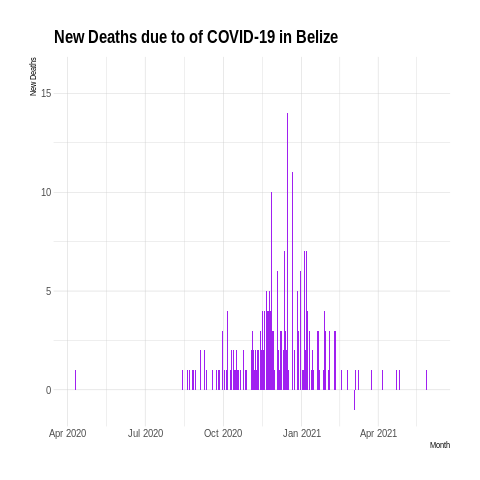 New Deaths due to of COVID-19 in Belize
New Deaths
15
10
5
0
Apr 2020 Jul 2020 Oct 2020 Jan 2021 Apr 2021
Month